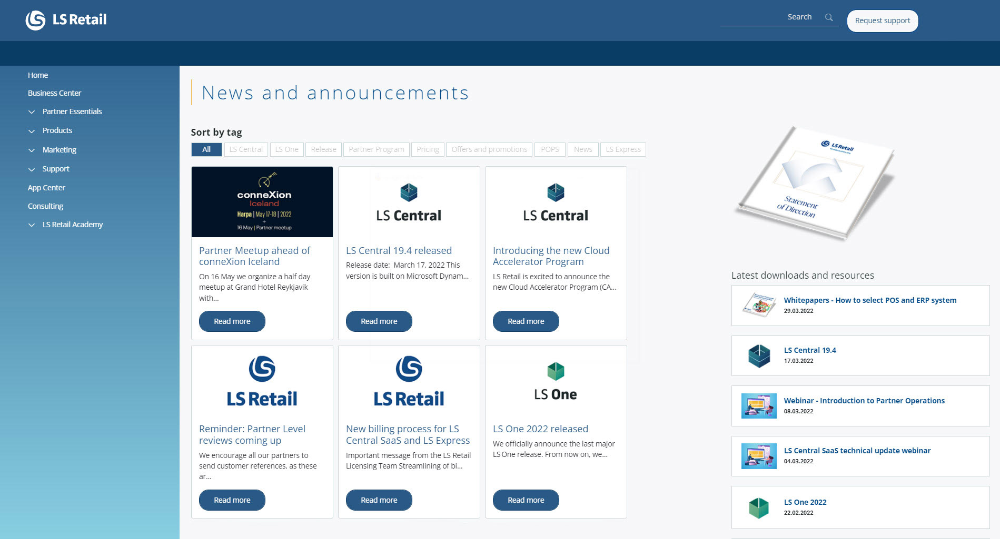 LS Retail
Search
Request support
Home
Business Center
Partner Essentials
Products
Marketing
Support
App Center
Consulting
LS Retail Academy
News and announcements
Sort by tag
All LS Central LS One Release Partner Program Pricing Offers and promotions POPS News LS Express
conneXion
Iceland
Harpa | May 17-18 | 2022
+
16 May | Partner meetup
Partner Meetup ahead of
conneXion Iceland
On 16 May we organize a half day
meetup at Grand Hotel Reykjavik
with...
Read more
LS Central
LS Central 19.4 released
Release date: March 17, 2022 This
version is built on Microsoft Dynam...
Read more
LS Central
Introducing the new Cloud
Accelerator Program
LS Retail is excited to announce the
new Cloud Accelerator Program (CA...
Read more
LS Retail
Reminder: Partner Level
reviews coming up
We encourage all our partners to
send customer references, as these
ar...
Read more
LS Retail
New billing process for LS
Central SaaS and LS Express
Important message from the LS Retail
Licensing Team Streamlining of bi...
Read more
LS One
LS One 2022 released
We officially announce the last major
LS One release. From now on, we...
Read more
LS Retail
Statement
of Direction
Latest downloads and resources
Whitepapers - How to select POS and ERP system
29.03.2022
LS Central 19.4
17.03.2022
Webinar - Introduction to Partner Operations
08.03.2022
LS Central SaaS technical update webinar
04.03.2022
LS One 2022
22.02.2022